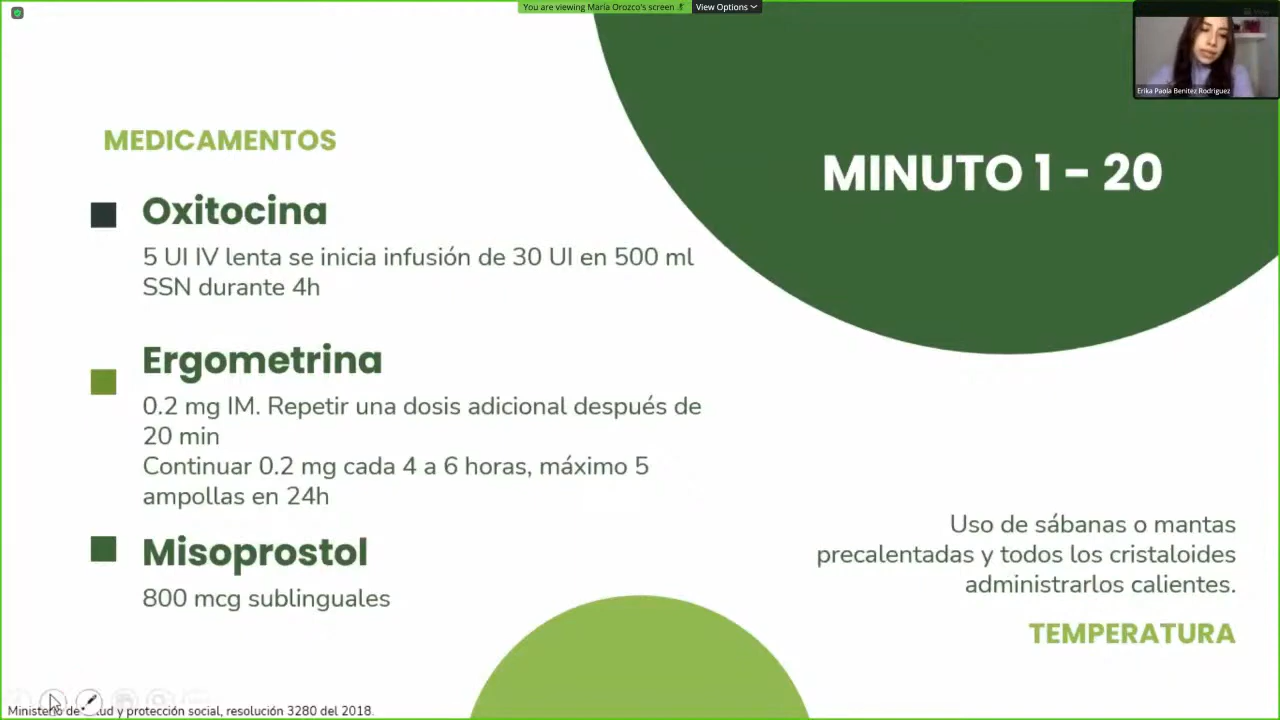 You are viewing María Orozco's screen
View Options
Erika Paola Benitez Rodriguez
MEDICAMENTOS
MINUTO 1 - 20
Oxitocina
5 UI IV lenta se inicia infusión de 30 UI en 500 ml
SSN durante 4h
Ergometrina
0.2 mg IM. Repetir una dosis adicional después de
20 min
Continuar 0.2 mg cada 4 a 6 horas, máximo 5
ampollas en 24h
Misoprostol
800 mcg sublinguales
Uso de sábanas o mantas
precalentadas y todos los cristaloides
administrarlos calientes.
TEMPERATURA
y protección social, resolución 3280 del 2018.